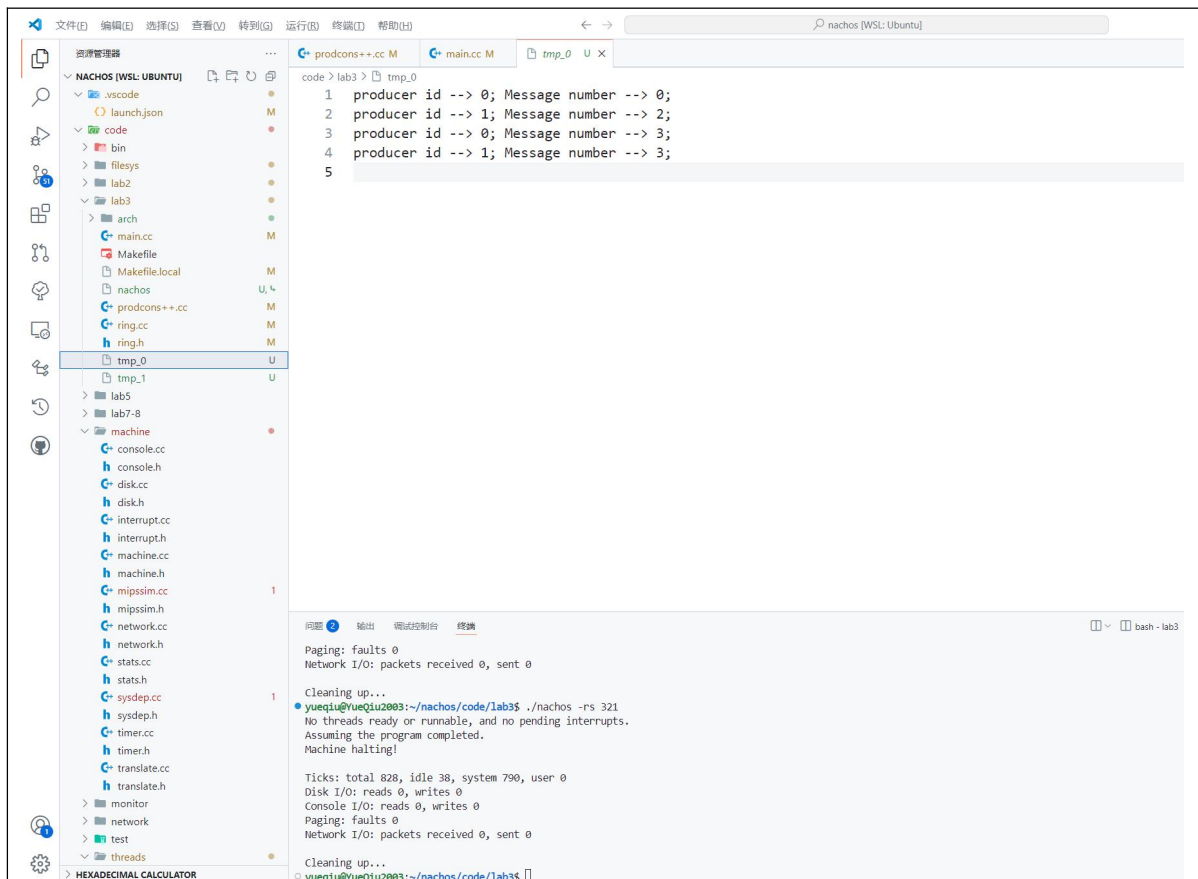 文件(F) 编辑(E) 选择(S) 查看(V) 转到(G) 运行(R) 终端(T) 帮助(H)
nachos [WSL: Ubuntu]
资源管理器
NACHOS [WSL: UBUNTU]
.vscode
launch.json M
code
bin
filesys
lab2
lab3
arch
main.cc M
Makefile
Makefile.local M
nachos U,
prodcons++.cc M
ring.cc M
ring.h M
tmp_0 U
tmp_1 U
lab5
lab7-8
machine
console.cc
console.h
disk.cc
disk.h
interrupt.cc
interrupt.h
machine.cc
machine.h
mipssim.cc 1
mipssim.h
network.cc
network.h
stats.cc
stats.h
sysdep.cc 1
sysdep.h
timer.cc
timer.h
translate.cc
translate.h
monitor
network
test
threads
HEXADECIMAL CALCULATOR
51
1
prodcons++.cc M main.cc M tmp_0 U
code > lab3 > tmp_0
1 producer id --> 0; Message number --> 0;
2 producer id --> 1; Message number --> 2;
3 producer id --> 0; Message number --> 3;
4 producer id --> 1; Message number --> 3;
5
问题 2 输出 调试控制台 终端
bash - lab3
Paging: faults 0
Network I/O: packets received 0, sent 0
Cleaning up...
yueqiu@YueQiu2003:~/nachos/code/lab3$ ./nachos -rs 321
No threads ready or runnable, and no pending interrupts.
Assuming the program completed.
Machine halting!
Ticks: total 828, idle 38, system 790, user 0
Disk I/O: reads 0, writes 0
Console I/O: reads 0, writes 0
Paging: faults 0
Network I/O: packets received 0, sent 0
Cleaning up...
yueqiu@YueQiu2003:~/nachos/code/lab3$